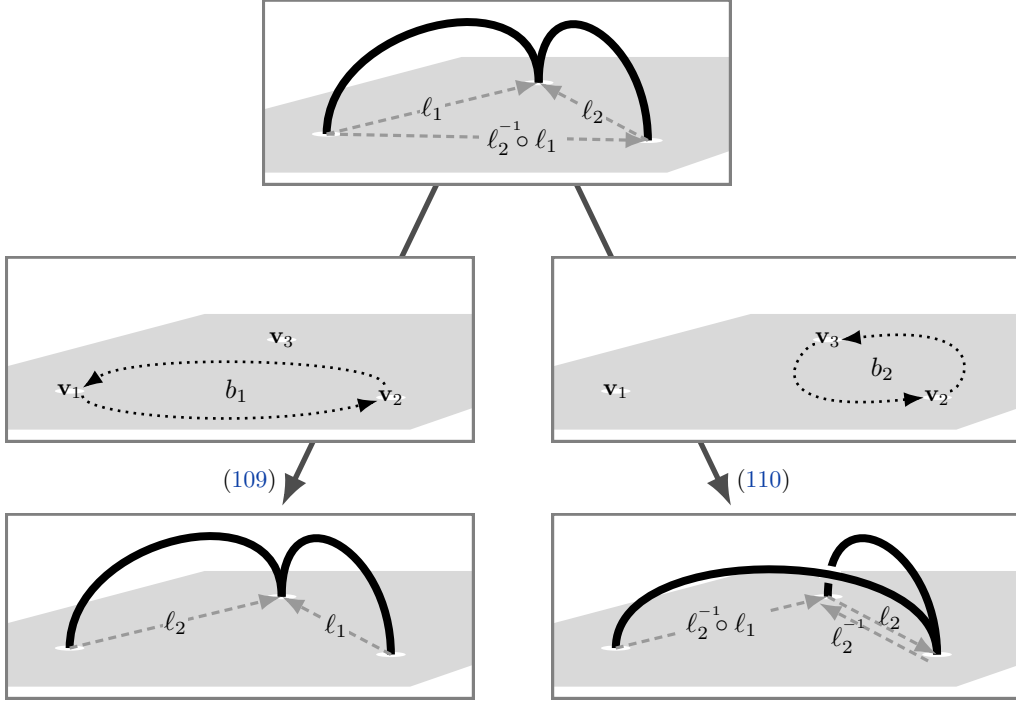 ℓ₁
ℓ₂
ℓ₂⁻¹ ∘ ℓ₁
v₃
v₁
b₁
v₂
v₃
b₂
v₁
v₂
(109)
(110)
ℓ₂
ℓ₁
ℓ₂⁻¹ ∘ ℓ₁
ℓ₂
ℓ₂⁻¹